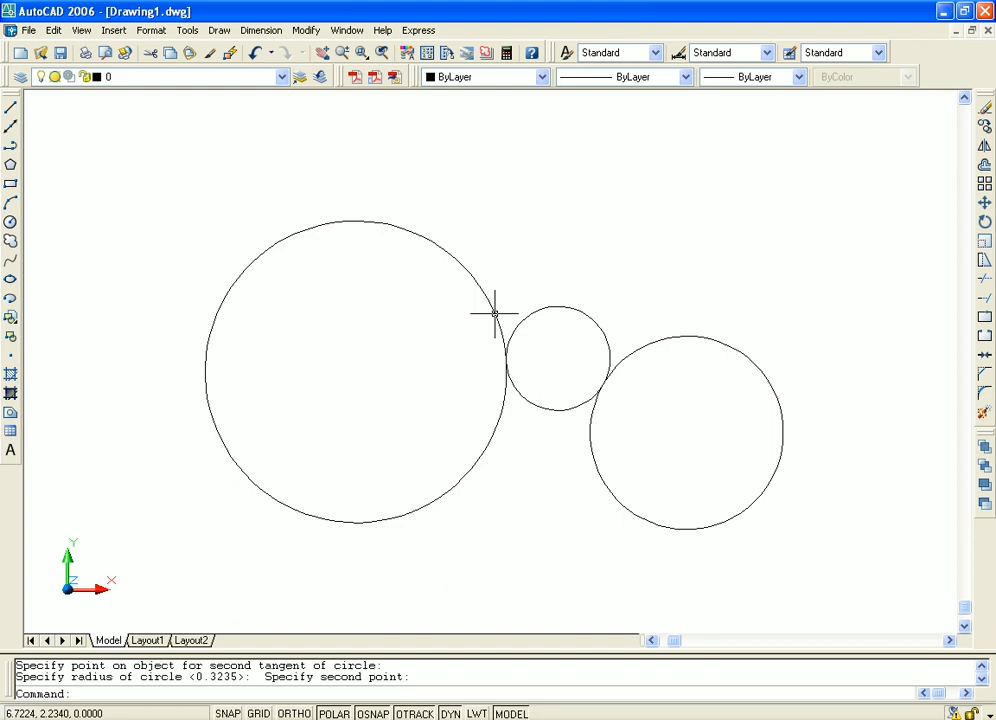 AutoCAD 2006 - [Drawing1.dwg]
File Edit View Insert Format Tools Draw Dimension Modify Window Help Express
Standard Standard Standard
0 ByLayer ByLayer ByLayer ByColor
A
Y
Z X
Model Layout1 Layout2
Specify point on object for second tangent of circle:
Specify radius of circle <0.3235>:  Specify second point:
Command:
6.7224, 2.2340, 0.0000 SNAP GRID ORTHO POLAR OSNAP OTRACK DYN LWT MODEL